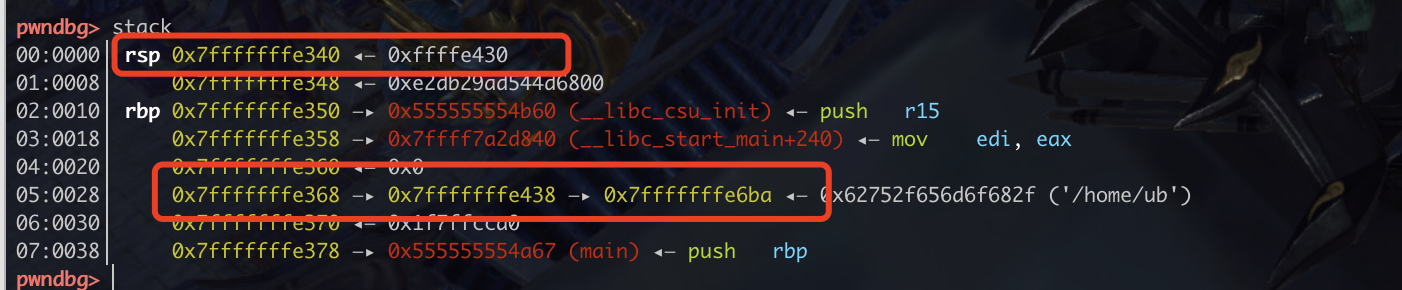 pwndbg> stack
00:0000│ rsp 0x7fffffffe340 ◂— 0xffffe430
01:0008│ 0x7fffffffe348 ◂— 0xe2db29ad544d6800
02:0010│ rbp 0x7fffffffe350 —▸ 0x555555554b60 (__libc_csu_init) ◂— push r15
03:0018│ 0x7fffffffe358 —▸ 0x7ffff7a2d840 (__libc_start_main+240) ◂— mov edi, eax
04:0020│ 0x7fffffffe360 ◂— 0x0
05:0028│ 0x7fffffffe368 —▸ 0x7fffffffe438 —▸ 0x7fffffffe6ba ◂— 0x62752f656d6f682f ('/home/ub')
06:0030│ 0x7fffffffe370 ◂— 0x1f7ffcca0
07:0038│ 0x7fffffffe378 —▸ 0x555555554a67 (main) ◂— push rbp
pwndbg>